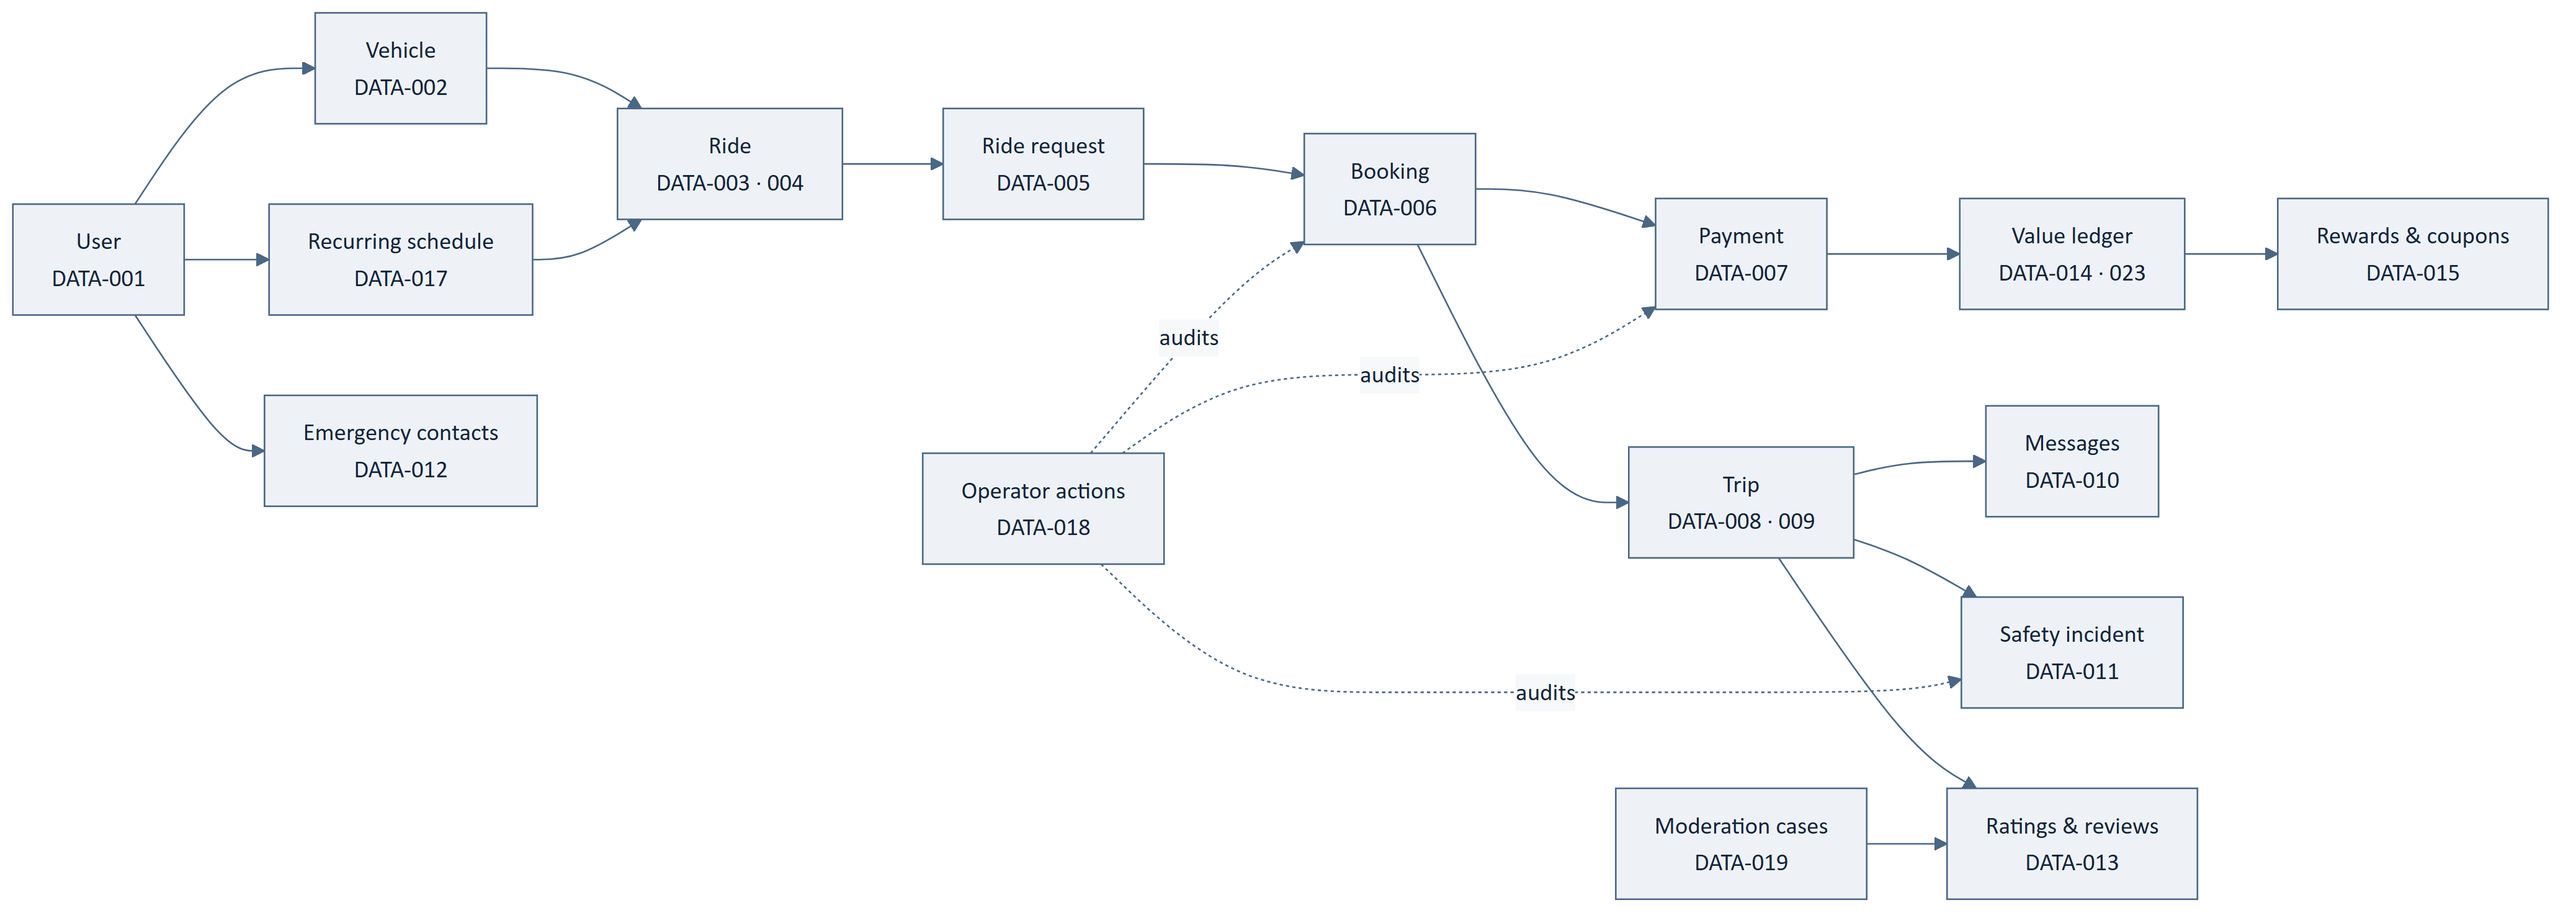 Vehicle
DATA-002
User
DATA-001
Recurring schedule
DATA-017
Emergency contacts
DATA-012
Ride
DATA-003 · 004
Ride request
DATA-005
Booking
DATA-006
Payment
DATA-007
Value ledger
DATA-014 · 023
Rewards & coupons
DATA-015
audits
audits
Operator actions
DATA-018
Trip
DATA-008 · 009
Messages
DATA-010
Safety incident
DATA-011
audits
Moderation cases
DATA-019
Ratings & reviews
DATA-013